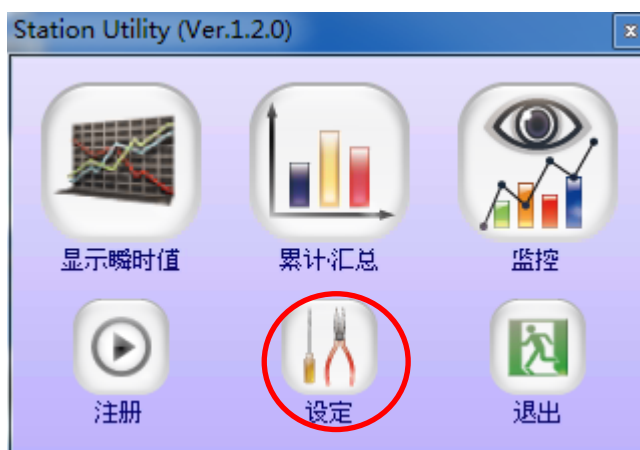 Station Utility (Ver.1.2.0)
显示瞬时值
累计·汇总
监控
注册
设定
退出